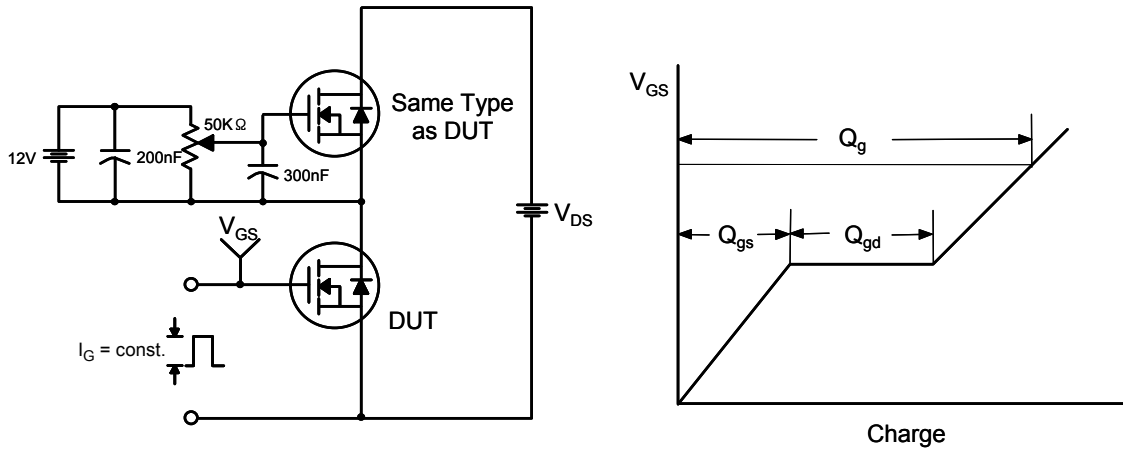 12V
200nF
50KΩ
300nF
Same Type
as DUT
V_DS
V_GS
DUT
I_G = const.
V_GS
Q_g
Q_gs
Q_gd
Charge